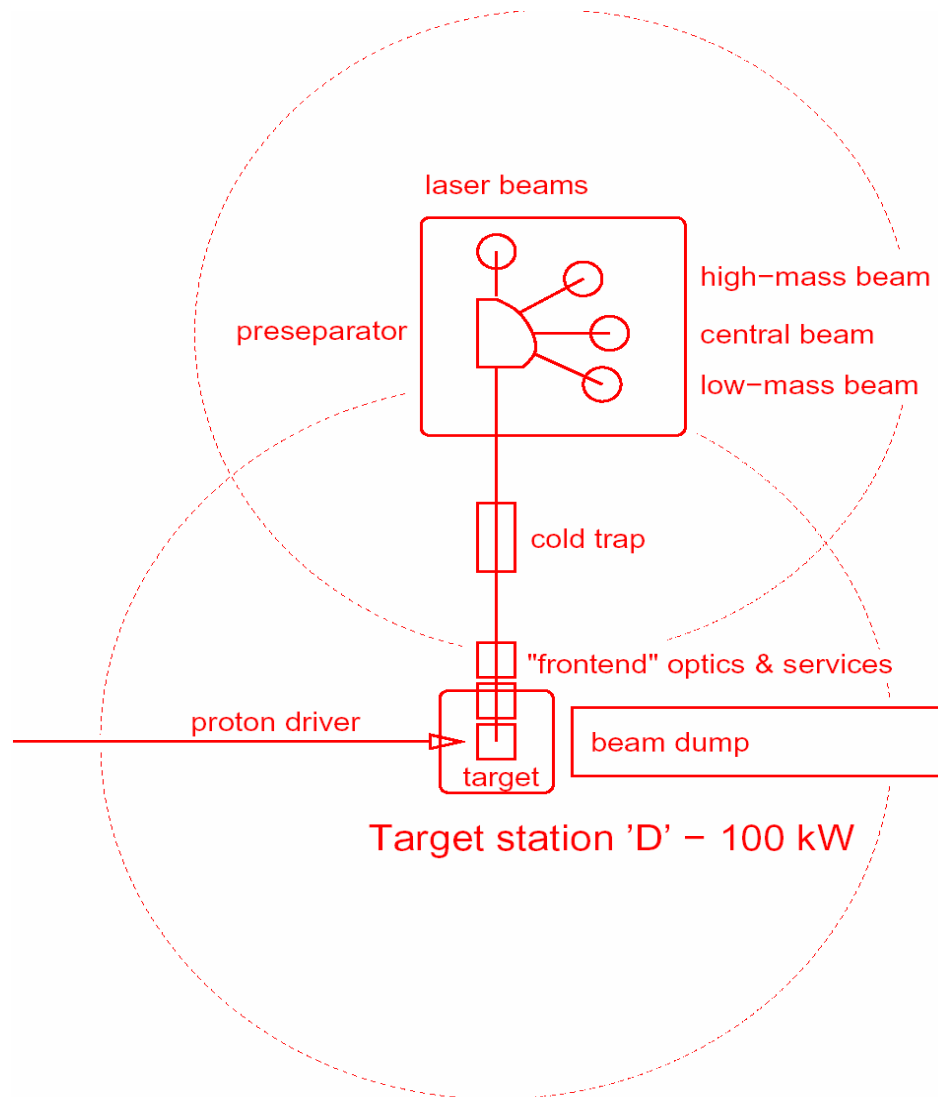 laser beams
high−mass beam
preseparator
central beam
low−mass beam
cold trap
"frontend" optics & services
proton driver
beam dump
target
Target station ’D’ − 100 kW